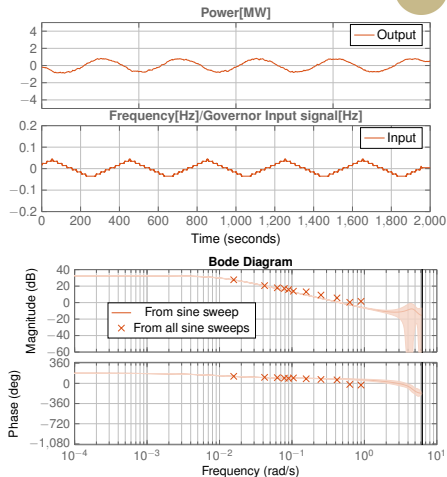 Power[MW]
4
2
0
−2
−4
Output
Frequency[Hz]/Governor Input signal[Hz]
0.2
0.1
0
−0.1
−0.2
Input
0 200 400 600 800 1,000 1,200 1,400 1,600 1,800 2,000
Time (seconds)
Bode Diagram
Magnitude (dB)
40
20
0
−20
−40
−60
From sine sweep
From all sine sweeps
Phase (deg)
360
0
−360
−720
−1,080
10−4 10−3 10−2 10−1 100 101
Frequency (rad/s)